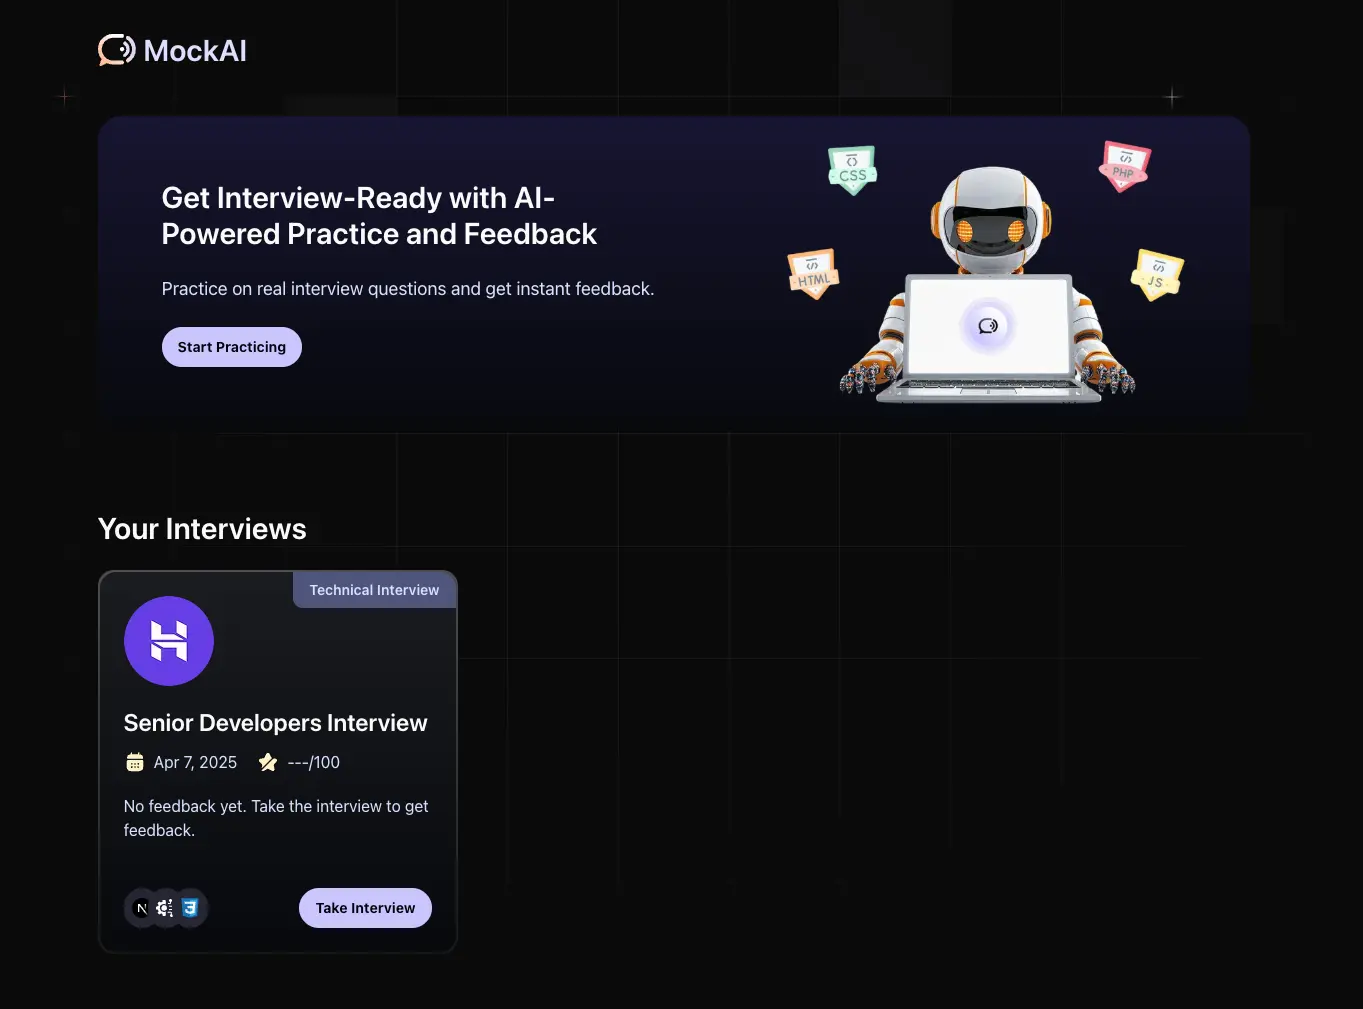 MockAI
Get Interview-Ready with AI-
Powered Practice and Feedback
Practice on real interview questions and get instant feedback.
Start Practicing
CSS
PHP
HTML
JS
Your Interviews
Technical Interview
Senior Developers Interview
Apr 7, 2025
---/100
No feedback yet. Take the interview to get
feedback.
N
3
Take Interview